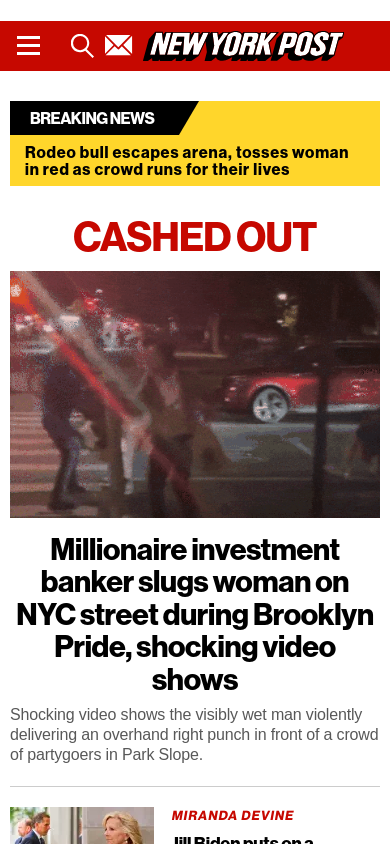 NEW YORK POST
BREAKING NEWS
Rodeo bull escapes arena, tosses woman
in red as crowd runs for their lives
CASHED OUT
Millionaire investment
banker slugs woman on
NYC street during Brooklyn
Pride, shocking video
shows
Shocking video shows the visibly wet man violently
delivering an overhand right punch in front of a crowd
of partygoers in Park Slope.
MIRANDA DEVINE
Jill Biden puts on a